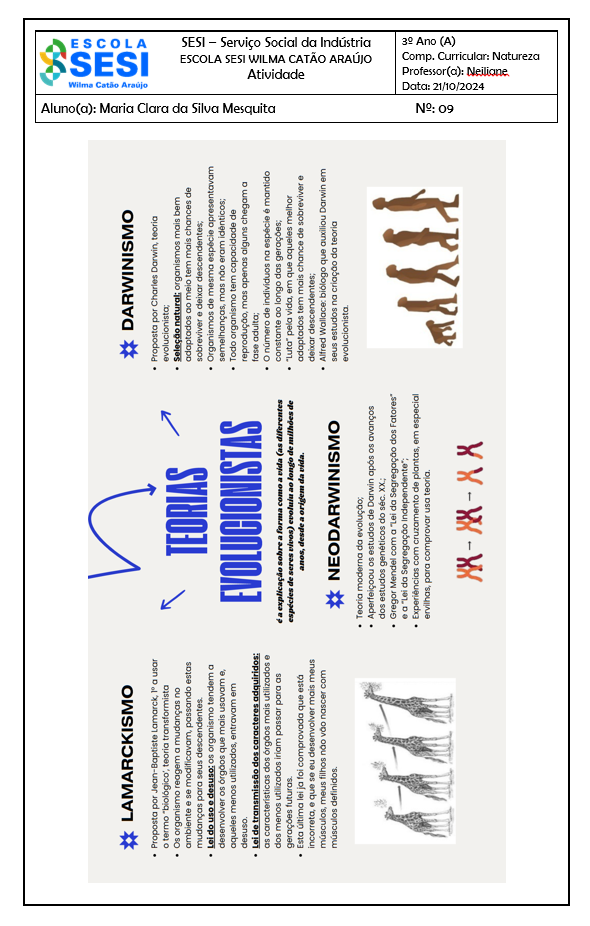 ESCOLA
SESI
Wilma Catão Araújo
SESI – Serviço Social da Indústria
ESCOLA SESI WILMA CATÃO ARAÚJO
Atividade
3º Ano (A)
Comp. Curricular: Natureza
Professor(a): Neiliane
Data: 21/10/2024
Aluno(a): Maria Clara da Silva Mesquita
Nº: 09
TEORIAS
EVOLUCIONISTAS
é a explicação sobre a forma como a vida (as diferentes
espécies de seres vivos) evoluiu ao longo de milhões de
anos, desde a origem da vida.
LAMARCKISMO
• Proposta por Jean-Baptiste Lamarck, 1º a usar
o termo "biológico", teoria transformista
• Os organismo reagem a mudanças no
ambiente e se modificavam, passando estas
mudanças para seus descendentes.
• Lei do uso e desuso: os organismo tendem a
desenvolver os órgãos que mais usavam e,
aqueles menos utilizados, entravam em
desuso.
• Lei de transmissão dos caracteres adquiridos:
as características dos órgãos mais utilizados e
dos menos utilizados iriam passar para as
gerações futuras.
• Esta última lei ja foi comprovada que está
incorreta, e que se eu desenvolver mais meus
músculos, meus filhos não vão nascer com
músculos definidos.
NEODARWINISMO
• Teoria moderna da evolução;
• Aperfeiçoou os estudos de Darwin após os avanços
dos estudos genéticos do séc. XX.;
• Gregor Mendel com a "Lei da Segregação dos Fatores"
e a "Lei da Segregação Independente";
• Experiências com cruzamento de plantas, em especial
ervilhas, para comprovar usa teoria.
DARWINISMO
• Proposta por Charles Darwin, teoria
evolucionista;
• Seleção natural: organismos mais bem
adaptados ao meio tem mais chances de
sobreviver e deixar descendentes;
• Organismos de mesma espécie apresentavam
semelhanças, mas não eram idênticos;
• Todo organismo tem capacidade de
reprodução, mas apenas alguns chegam a
fase adulta;
• O número de indivíduos na espécie é mantido
constante ao longo das gerações;
• "Luta" pela vida, em que aqueles melhor
adaptados tem mais chance de sobreviver e
deixar descendentes;
• Alfred Wallace: biólogo que auxiliou Darwin em
seus estudos na criação da teoria
evolucionista.